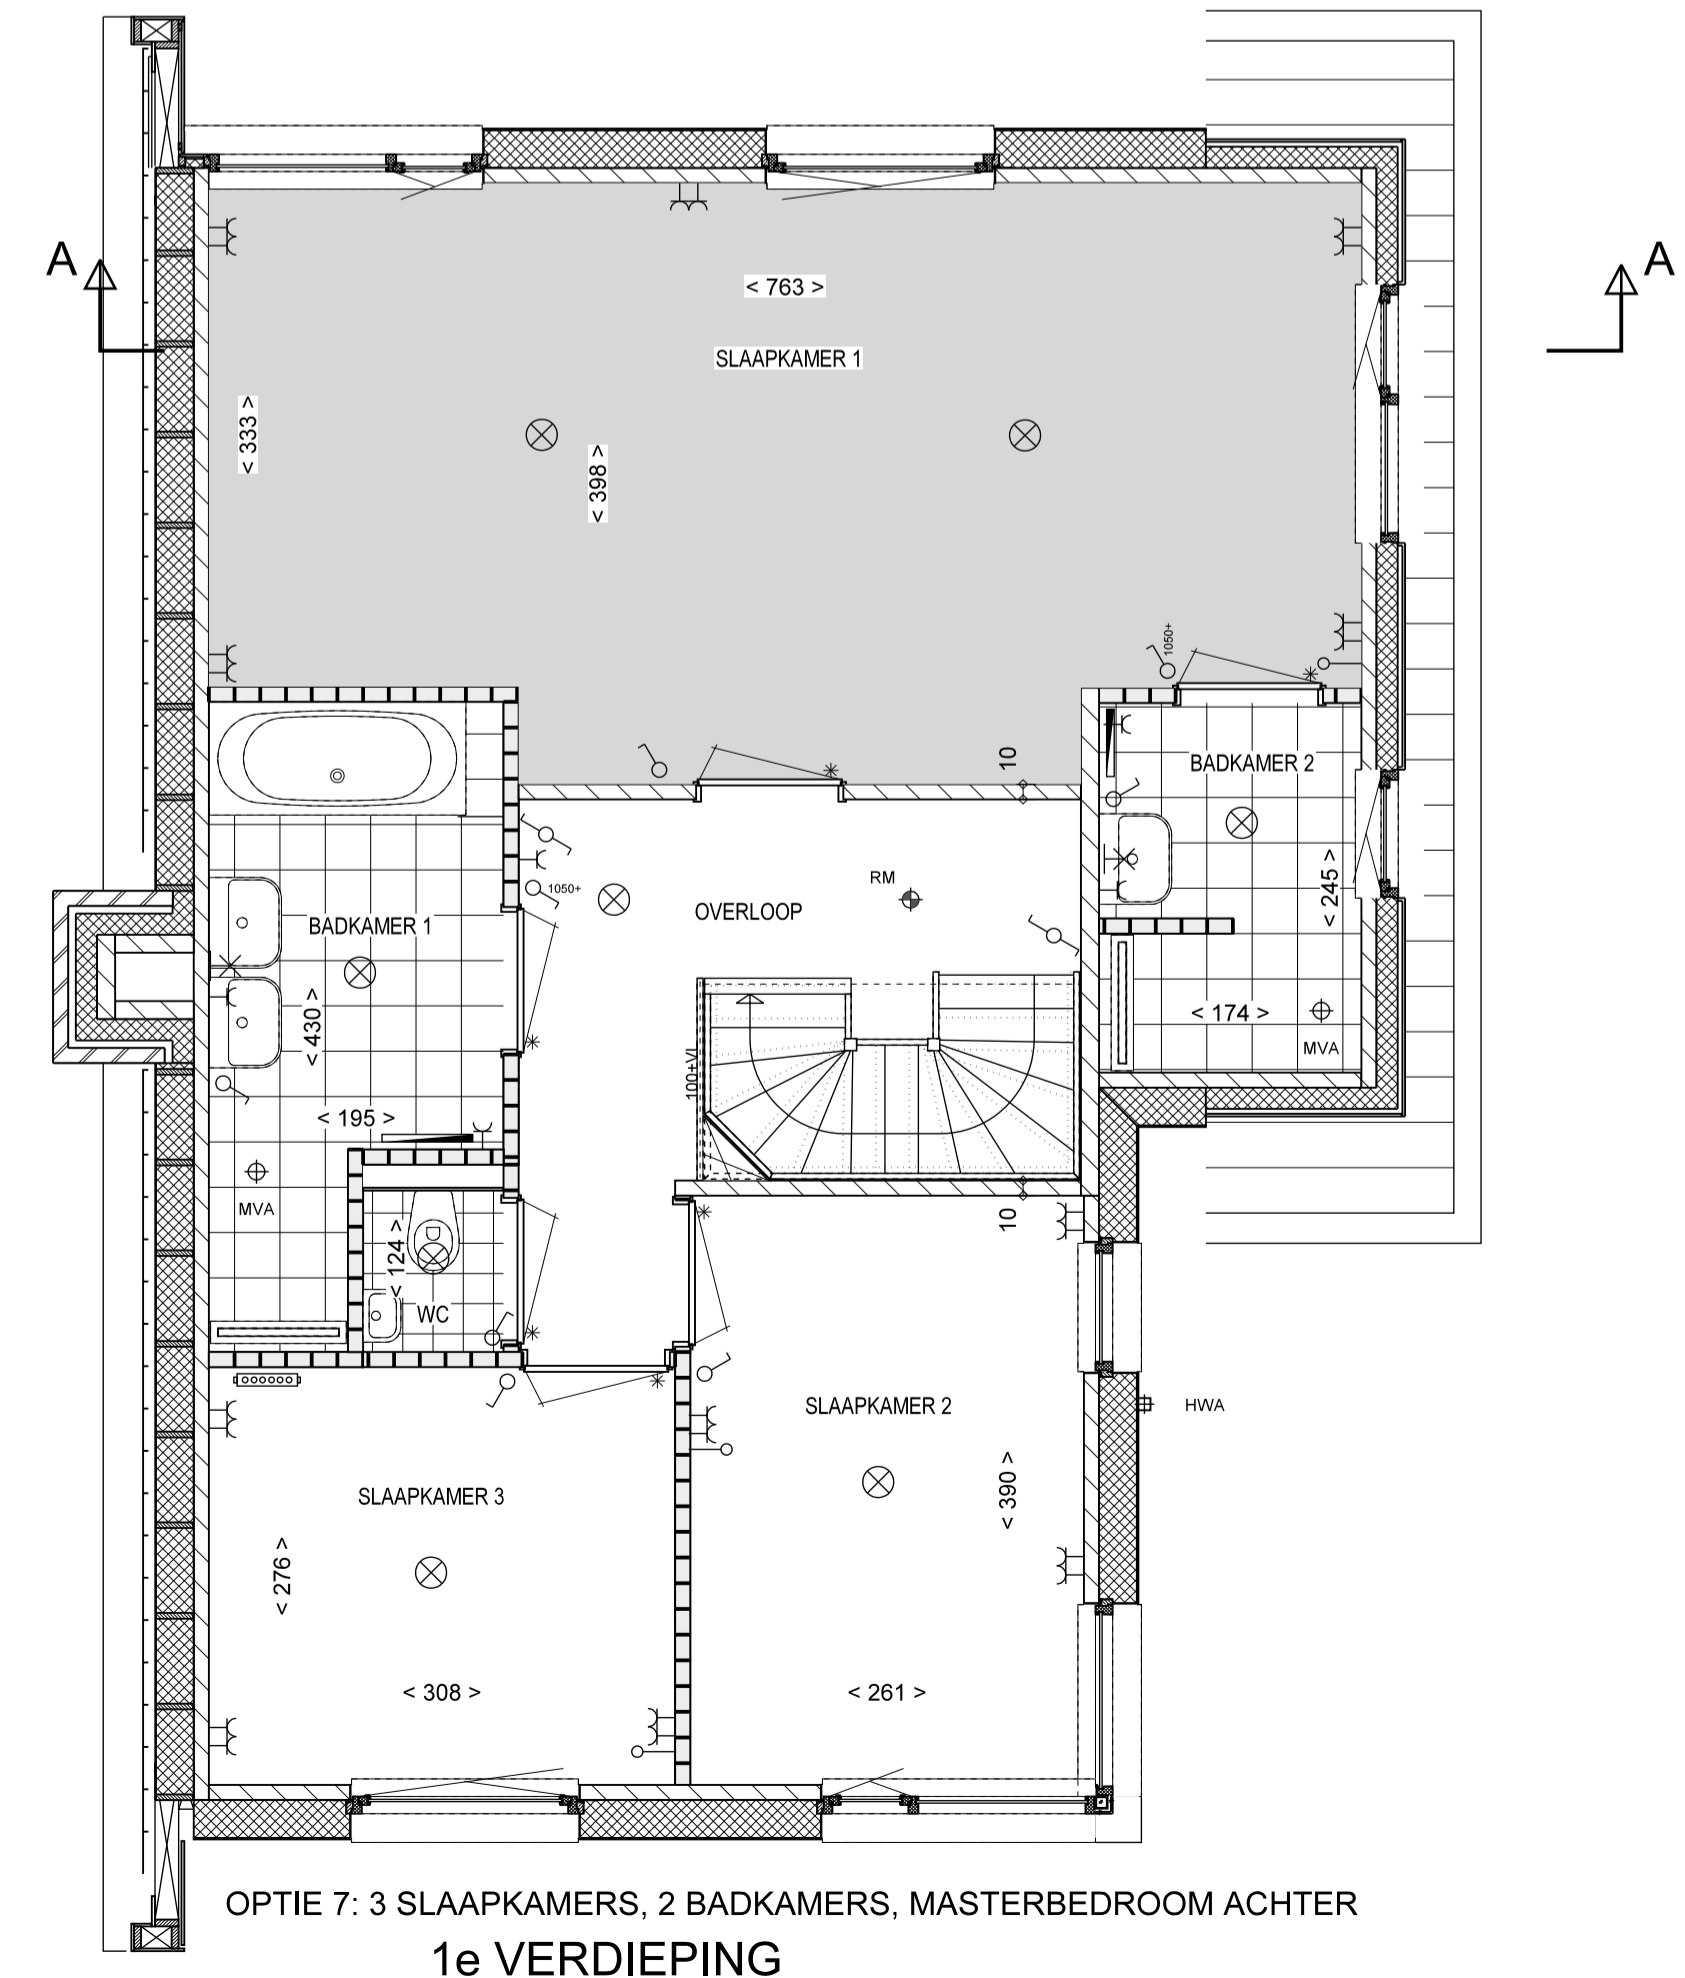 A
A
< 763 >
SLAAPKAMER 1
< 333 >
< 398 >
1050+
10
BADKAMER 2
1050+
RM
OVERLOOP
BADKAMER 1
< 245 >
< 430 >
< 174 >
MVA
100+VI
< 195 >
MVA
10
< 124 >
WC
SLAAPKAMER 2
HWA
< 390 >
SLAAPKAMER 3
< 276 >
< 308 >
< 261 >
OPTIE 7: 3 SLAAPKAMERS, 2 BADKAMERS, MASTERBEDROOM ACHTER
1e VERDIEPING